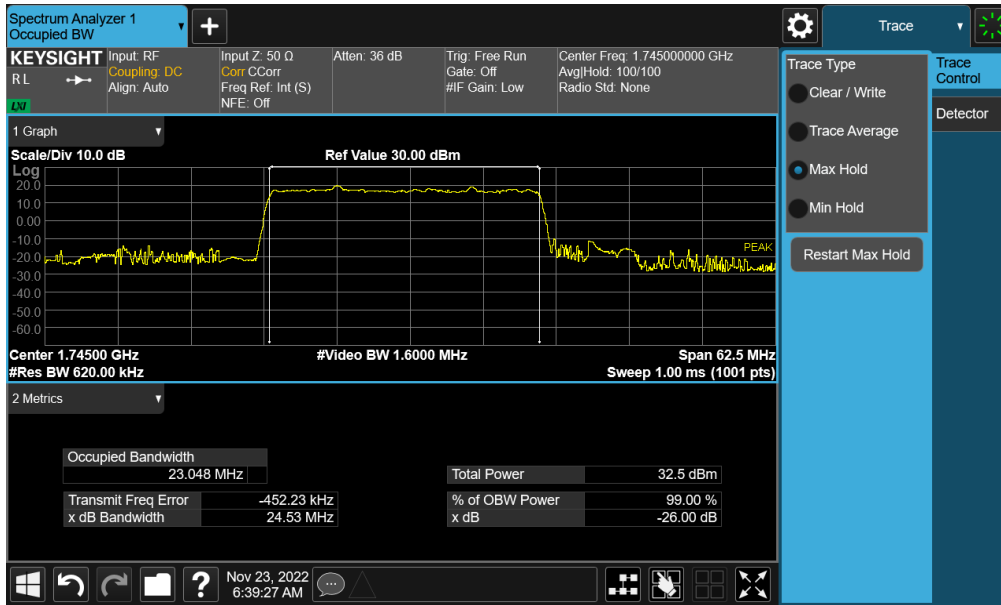 Spectrum Analyzer 1
Occupied BW
Trace
KEYSIGHT
R L
LXI
Input: RF
Coupling: DC
Align: Auto
Input Z: 50 Ω
Corr CCorr
Freq Ref: Int (S)
NFE: Off
Atten: 36 dB
Trig: Free Run
Gate: Off
#IF Gain: Low
Center Freq: 1.745000000 GHz
Avg|Hold: 100/100
Radio Std: None
1 Graph
Scale/Div 10.0 dB
Ref Value 30.00 dBm
Log
20.0
10.0
0.00
-10.0
-20.0
-30.0
-40.0
-50.0
-60.0
PEAK
Center 1.74500 GHz
#Video BW 1.6000 MHz
Span 62.5 MHz
#Res BW 620.00 kHz
Sweep 1.00 ms (1001 pts)
2 Metrics
Occupied Bandwidth
23.048 MHz
Total Power 32.5 dBm
Transmit Freq Error -452.23 kHz
% of OBW Power 99.00 %
x dB Bandwidth 24.53 MHz
x dB -26.00 dB
?
Nov 23, 2022
6:39:27 AM
Trace Type
Clear / Write
Trace Average
Max Hold
Min Hold
Restart Max Hold
Trace
Control
Detector